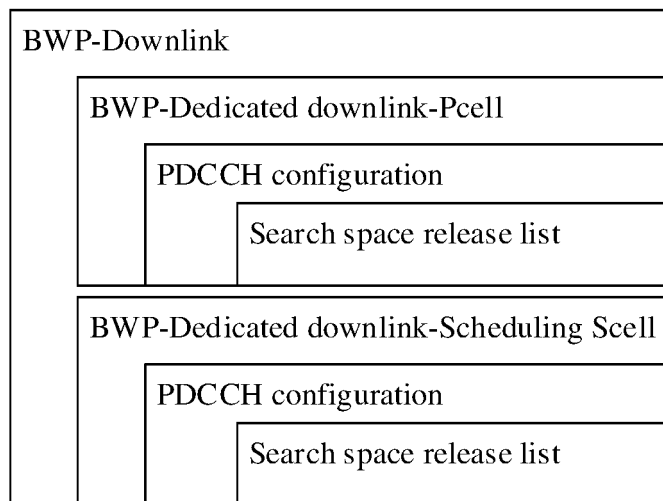 BWP-Downlink
BWP-Dedicated downlink-Pcell
PDCCH configuration
Search space release list
BWP-Dedicated downlink-Scheduling Scell
PDCCH configuration
Search space release list